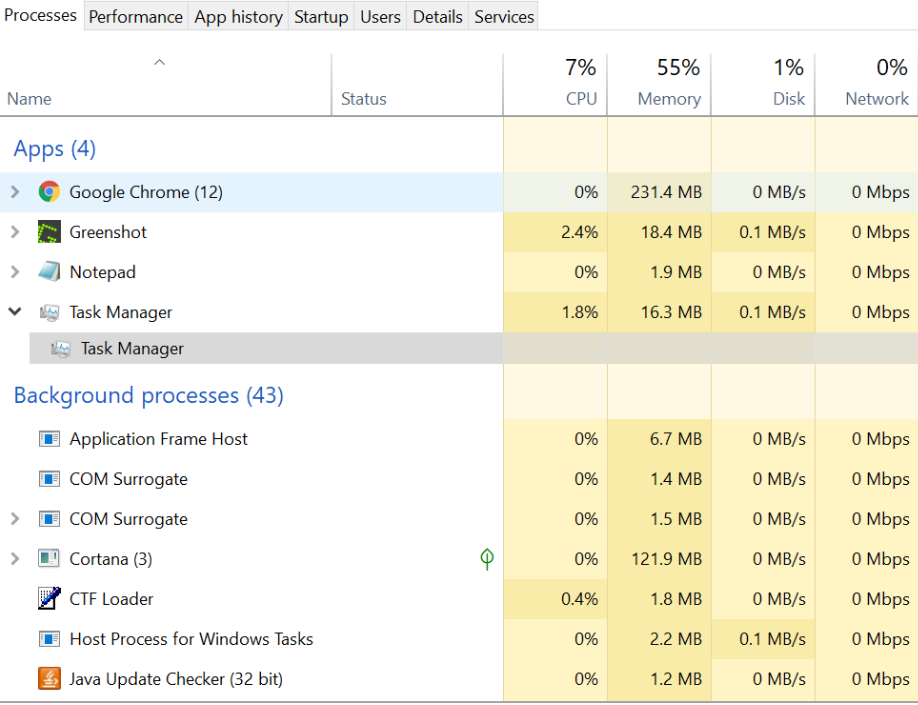 Processes Performance App history Startup Users Details Services
7% 55% 1% 0%
Name Status CPU Memory Disk Network
Apps (4)
Google Chrome (12) 0% 231.4 MB 0 MB/s 0 Mbps
Greenshot 2.4% 18.4 MB 0.1 MB/s 0 Mbps
Notepad 0% 1.9 MB 0 MB/s 0 Mbps
Task Manager 1.8% 16.3 MB 0.1 MB/s 0 Mbps
Task Manager
Background processes (43)
Application Frame Host 0% 6.7 MB 0 MB/s 0 Mbps
COM Surrogate 0% 1.4 MB 0 MB/s 0 Mbps
COM Surrogate 0% 1.5 MB 0 MB/s 0 Mbps
Cortana (3) 0% 121.9 MB 0 MB/s 0 Mbps
CTF Loader 0.4% 1.8 MB 0 MB/s 0 Mbps
Host Process for Windows Tasks 0% 2.2 MB 0.1 MB/s 0 Mbps
Java Update Checker (32 bit) 0% 1.2 MB 0 MB/s 0 Mbps